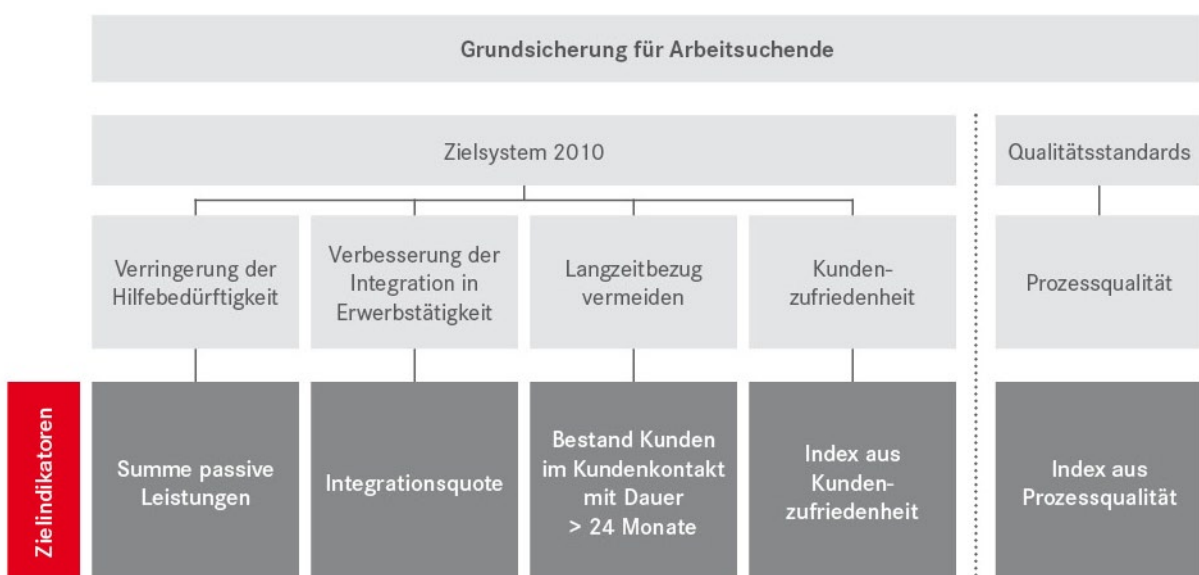 Grundsicherung für Arbeitsuchende
Zielsystem 2010
Qualitätsstandards
Verringerung der
Hilfebedürftigkeit
Verbesserung der
Integration in
Erwerbstätigkeit
Langzeitbezug
vermeiden
Kunden-
zufriedenheit
Prozessqualität
Zielindikatoren
Summe passive
Leistungen
Integrationsquote
Bestand Kunden
im Kundenkontakt
mit Dauer
> 24 Monate
Index aus
Kunden-
zufriedenheit
Index aus
Prozessqualität